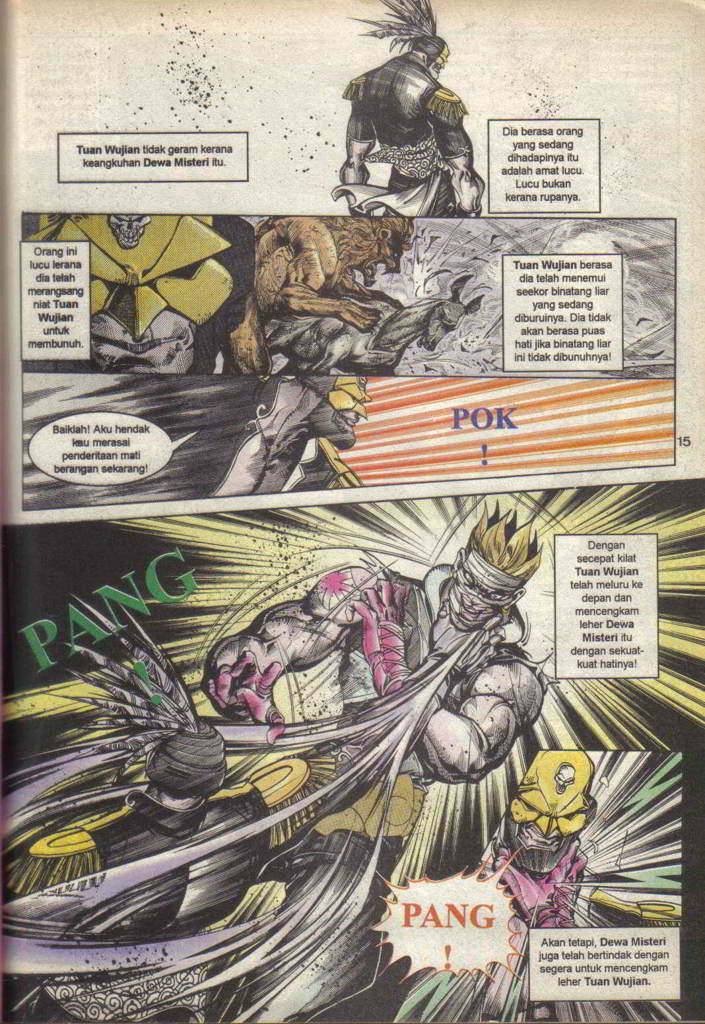 Tuan Wujian tidak geram kerana
keangkuhan Dewa Misteri itu.
Dia berasa orang
yang sedang
dihadapinya itu
adalah amat lucu.
Lucu bukan
kerana rupanya.
Orang ini
lucu lerana
dia telah
merangsang
niat Tuan
Wujian
untuk
membunuh.
Tuan Wujian berasa
dia telah menemui
seekor binatang liar
yang sedang
diburuinya. Dia tidak
akan berasa puas
hati jika binatang liar
ini tidak dibunuhnya!
Baiklah! Aku hendak
kau merasai
penderitaan mati
berangan sekarang!
POK
!
15
PANG
!
Dengan
secepat kilat
Tuan Wujian
telah meluru ke
depan dan
mencengkam
leher Dewa
Misteri itu
dengan sekuat-
kuat hatinya!
PANG
!
Akan tetapi, Dewa Misteri
juga telah bertindak dengan
segera untuk mencengkam
leher Tuan Wujian.